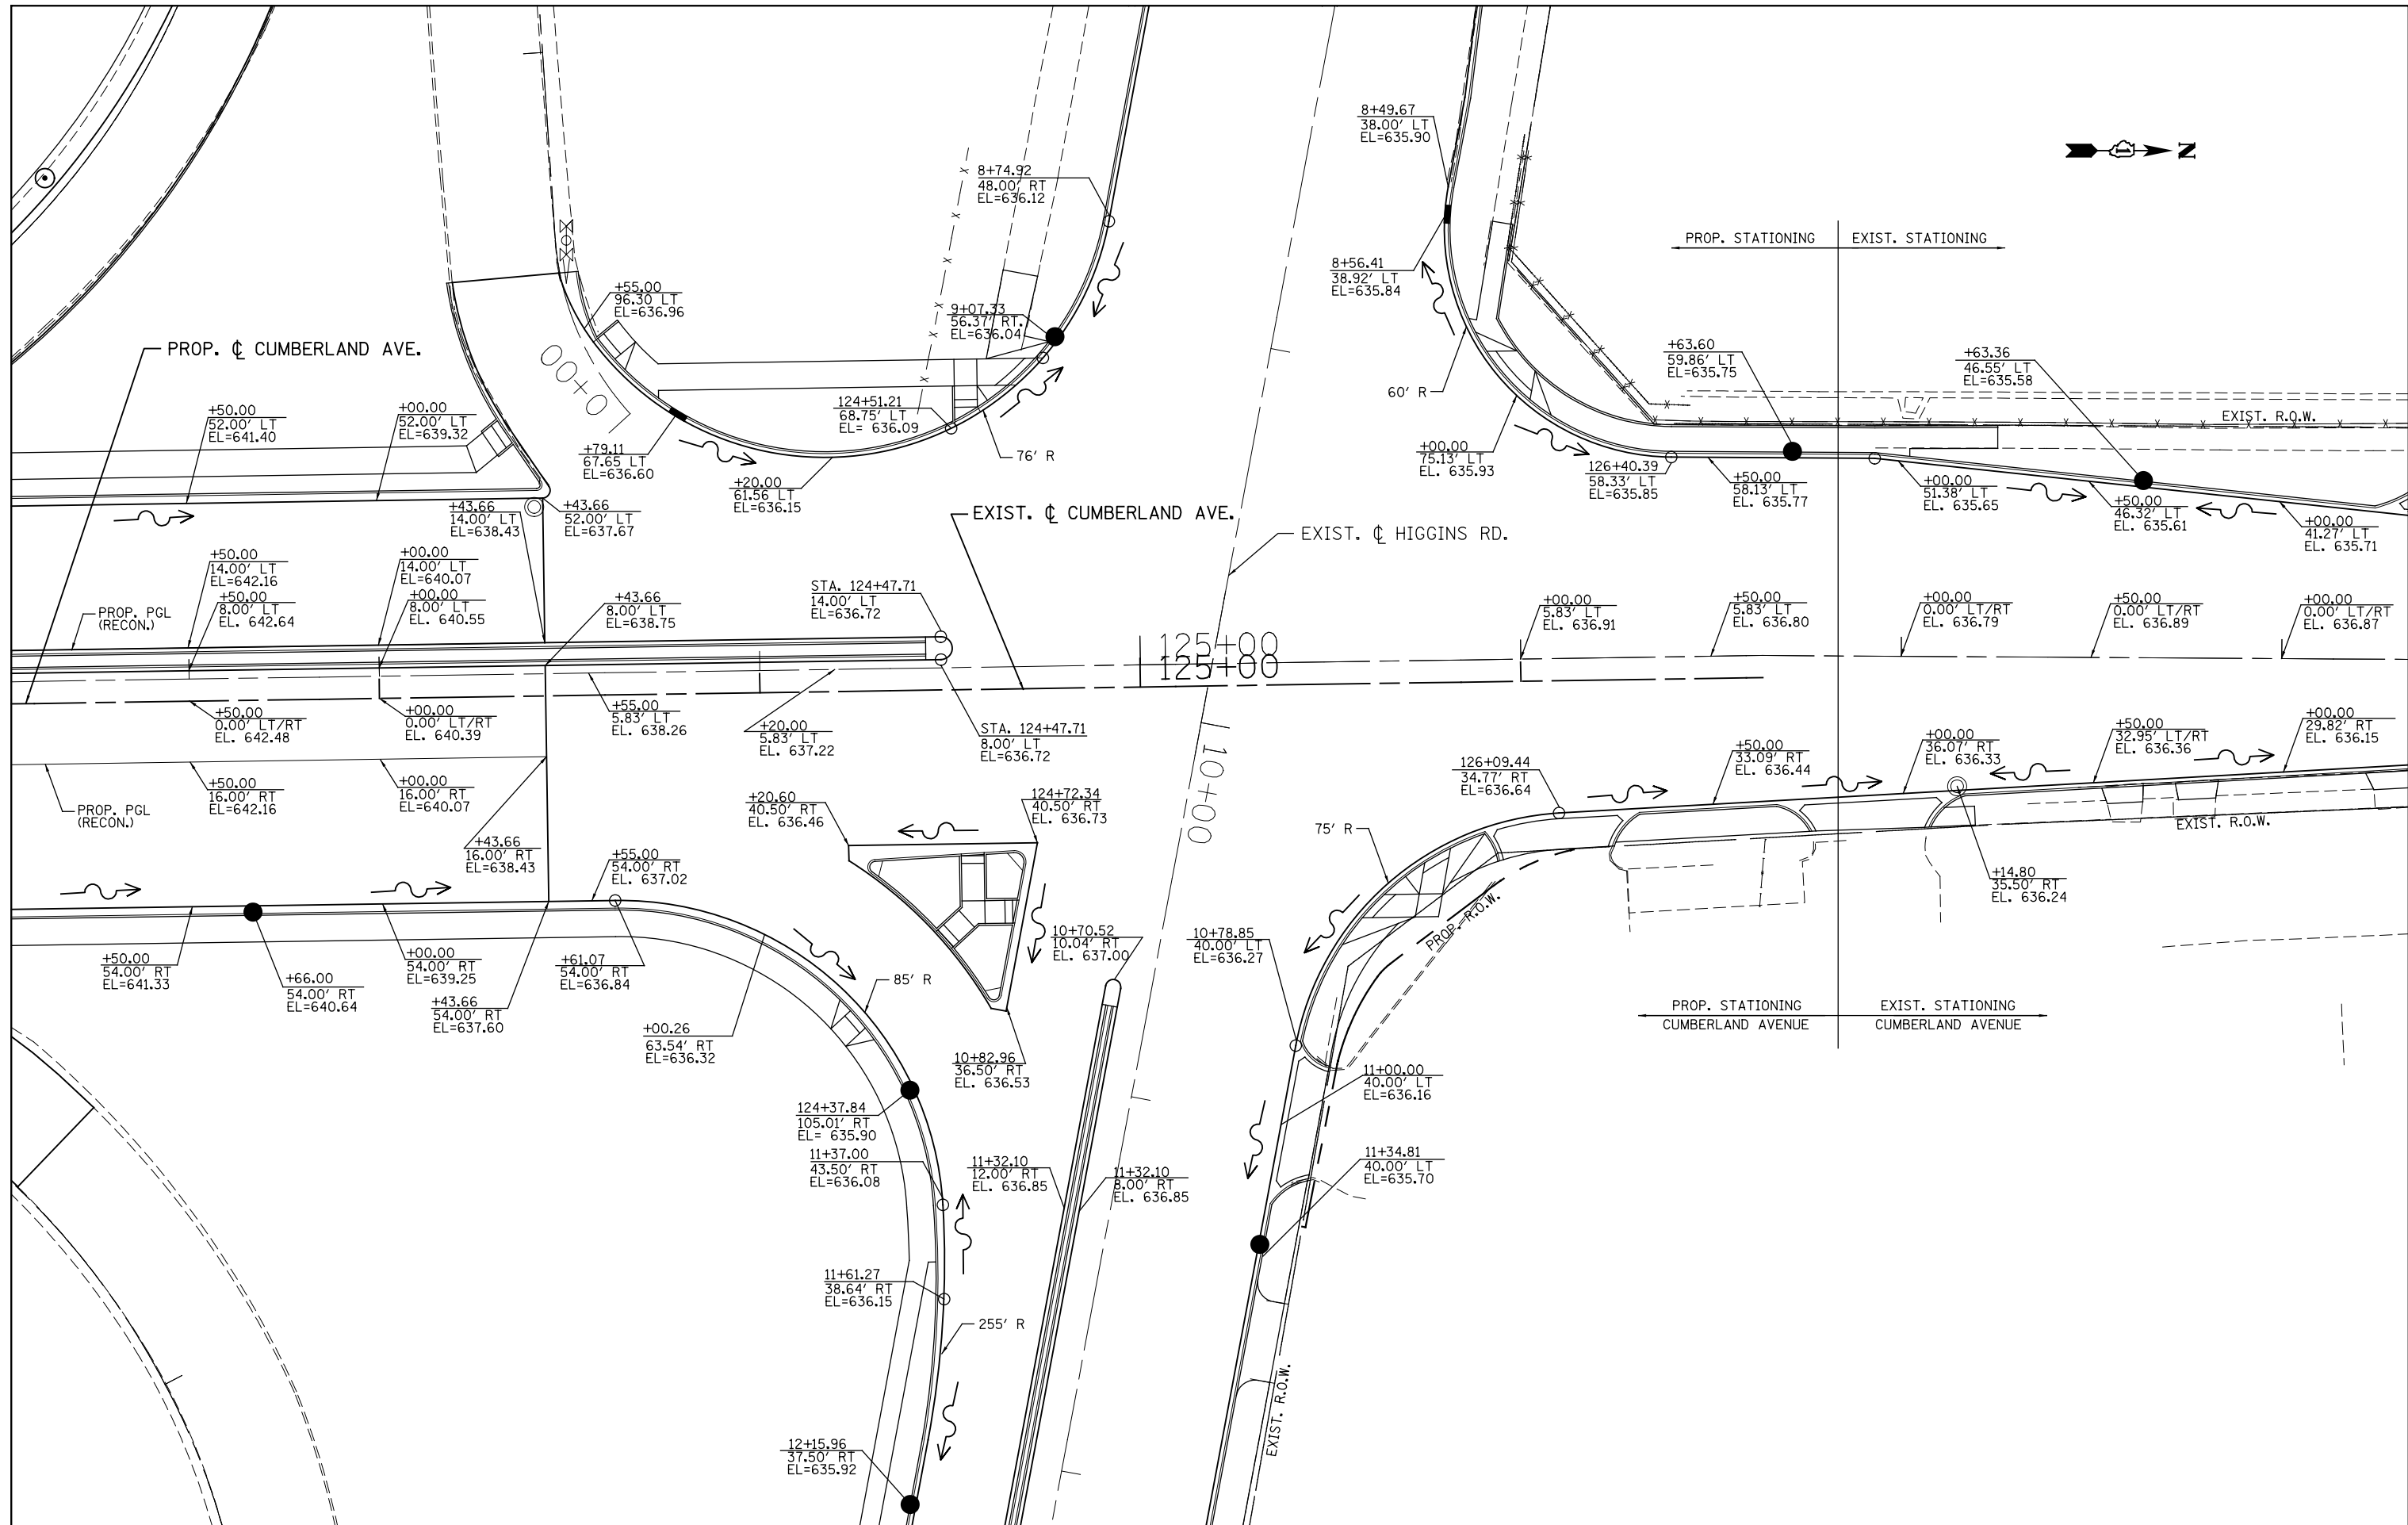 8+49.67
38.00' LT
EL=635.90
N
8+74.92
48.00' RT
EL=636.12
PROP. STATIONING
EXIST. STATIONING
8+56.41
38.92' LT
EL=635.84
+55.00
96.30 LT
EL=636.96
9+07.33
56.37' RT.
EL=636.04
PROP. ℄ CUMBERLAND AVE.
0+00
+63.60
59.86' LT
EL=635.75
+63.36
46.55' LT
EL=635.58
60' R
+50.00
52.00' LT
EL=641.40
+00.00
52.00' LT
EL=639.32
124+51.21
68.75' LT
EL= 636.09
EXIST. R.O.W.
+79.11
67.65 LT
EL=636.60
76' R
+00.00
75.13' LT
EL. 635.93
126+40.39
58.33' LT
EL=635.85
+50.00
58.13' LT
EL. 635.77
+00.00
51.38' LT
EL. 635.65
+20.00
61.56 LT
EL=636.15
+50.00
46.32' LT
EL. 635.61
+43.66
14.00' LT
EL=638.43
+43.66
52.00' LT
EL=637.67
EXIST. ℄ CUMBERLAND AVE.
EXIST. ℄ HIGGINS RD.
+00.00
41.27' LT
EL. 635.71
+50.00
14.00' LT
EL=642.16
+00.00
14.00' LT
EL=640.07
+50.00
8.00' LT
EL. 642.64
+00.00
8.00' LT
EL. 640.55
PROP. PGL
(RECON.)
+43.66
8.00' LT
EL=638.75
STA. 124+47.71
14.00' LT
EL=636.72
+00.00
5.83' LT
EL. 636.91
+50.00
5.83' LT
EL. 636.80
+00.00
0.00' LT/RT
EL. 636.79
+50.00
0.00' LT/RT
EL. 636.89
+00.00
0.00' LT/RT
EL. 636.87
125+00
125+00
+50.00
0.00' LT/RT
EL. 642.48
+00.00
0.00' LT/RT
EL. 640.39
+55.00
5.83' LT
EL. 638.26
+20.00
5.83' LT
EL. 637.22
STA. 124+47.71
8.00' LT
EL=636.72
10+00
126+09.44
34.77' RT
EL=636.64
+50.00
33.09' RT
EL. 636.44
+00.00
36.07' RT
EL. 636.33
+50.00
32.95' LT/RT
EL. 636.36
+00.00
29.82' RT
EL. 636.15
PROP. PGL
(RECON.)
+50.00
16.00' RT
EL=642.16
+00.00
16.00' RT
EL=640.07
+43.66
16.00' RT
EL=638.43
+20.60
40.50' RT
EL. 636.46
124+72.34
40.50' RT
EL. 636.73
75' R
EXIST. R.O.W.
+55.00
54.00' RT
EL. 637.02
+14.80
35.50' RT
EL. 636.24
PROP. R.O.W.
+50.00
54.00' RT
EL=641.33
+66.00
54.00' RT
EL=640.64
+00.00
54.00' RT
EL=639.25
+43.66
54.00' RT
EL=637.60
+61.07
54.00' RT
EL=636.84
85' R
10+70.52
10.04' RT
EL. 637.00
10+78.85
40.00' LT
EL=636.27
+00.26
63.54' RT
EL=636.32
10+82.96
36.50' RT
EL. 636.53
PROP. STATIONING
CUMBERLAND AVENUE
EXIST. STATIONING
CUMBERLAND AVENUE
11+00.00
40.00' LT
EL=636.16
124+37.84
105.01' RT
EL= 635.90
11+37.00
43.50' RT
EL=636.08
11+32.10
12.00' RT
EL. 636.85
11+32.10
8.00' RT
EL. 636.85
11+34.81
40.00' LT
EL=635.70
11+61.27
38.64' RT
EL=636.15
255' R
12+15.96
37.50' RT
EL=635.92
EXIST. R.O.W.